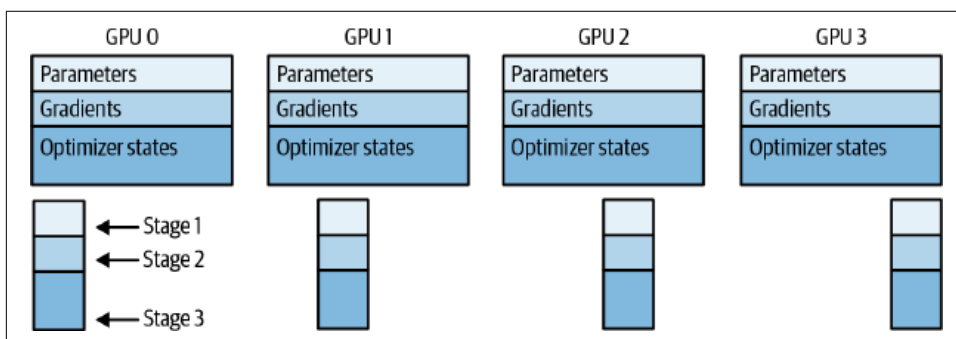 GPU 0 GPU 1 GPU 2 GPU 3
Parameters Parameters Parameters Parameters
Gradients Gradients Gradients Gradients
Optimizer states Optimizer states Optimizer states Optimizer states
Stage 1
Stage 2
Stage 3